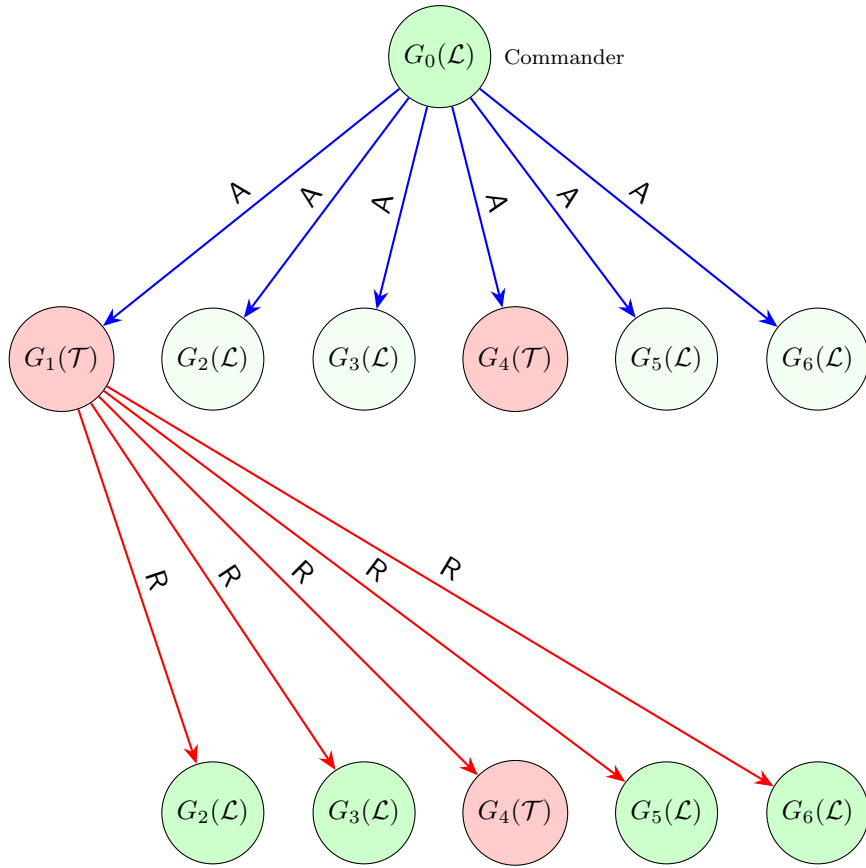 G₀(ℒ) Commander
A A A A A A
G₁(𝒯) G₂(ℒ) G₃(ℒ) G₄(𝒯) G₅(ℒ) G₆(ℒ)
R R R R R
G₂(ℒ) G₃(ℒ) G₄(𝒯) G₅(ℒ) G₆(ℒ)